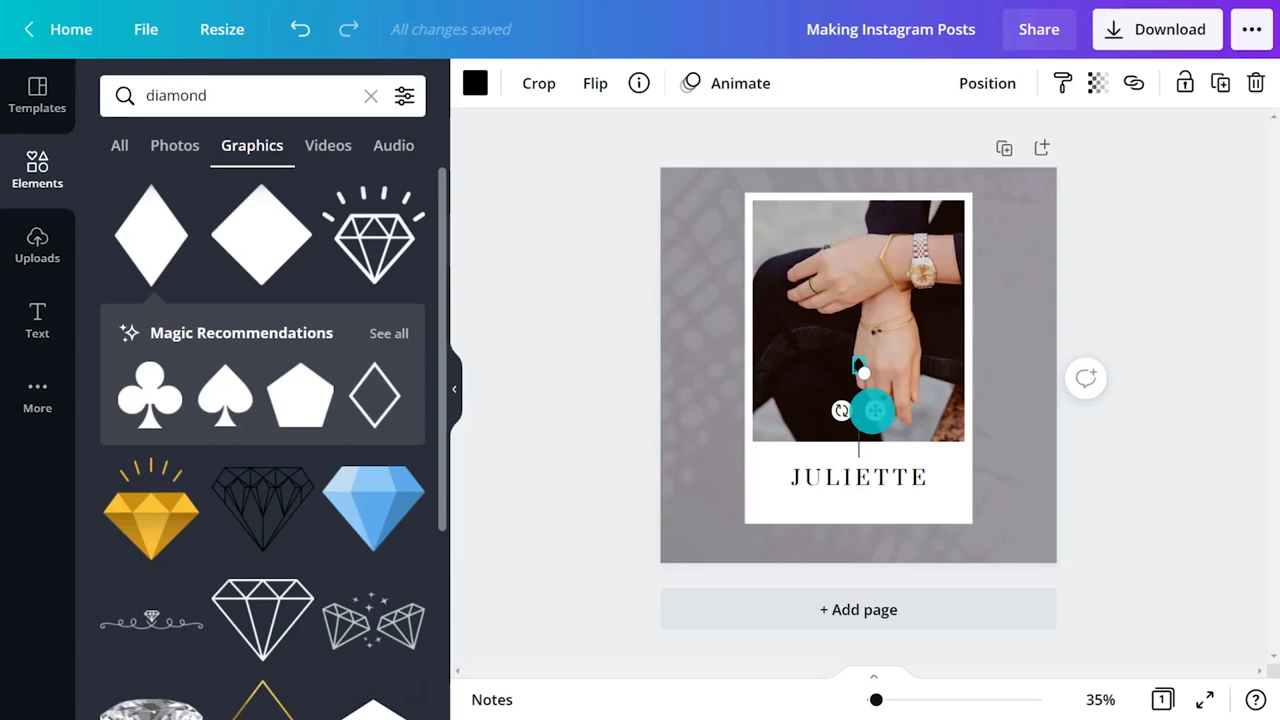 Home File Resize All changes saved Making Instagram Posts Share Download
Templates
Elements
Uploads
Text
More
diamond
All Photos Graphics Videos Audio
Magic Recommendations See all
Crop Flip Animate Position
JULIETTE
+ Add page
Notes 35% 1